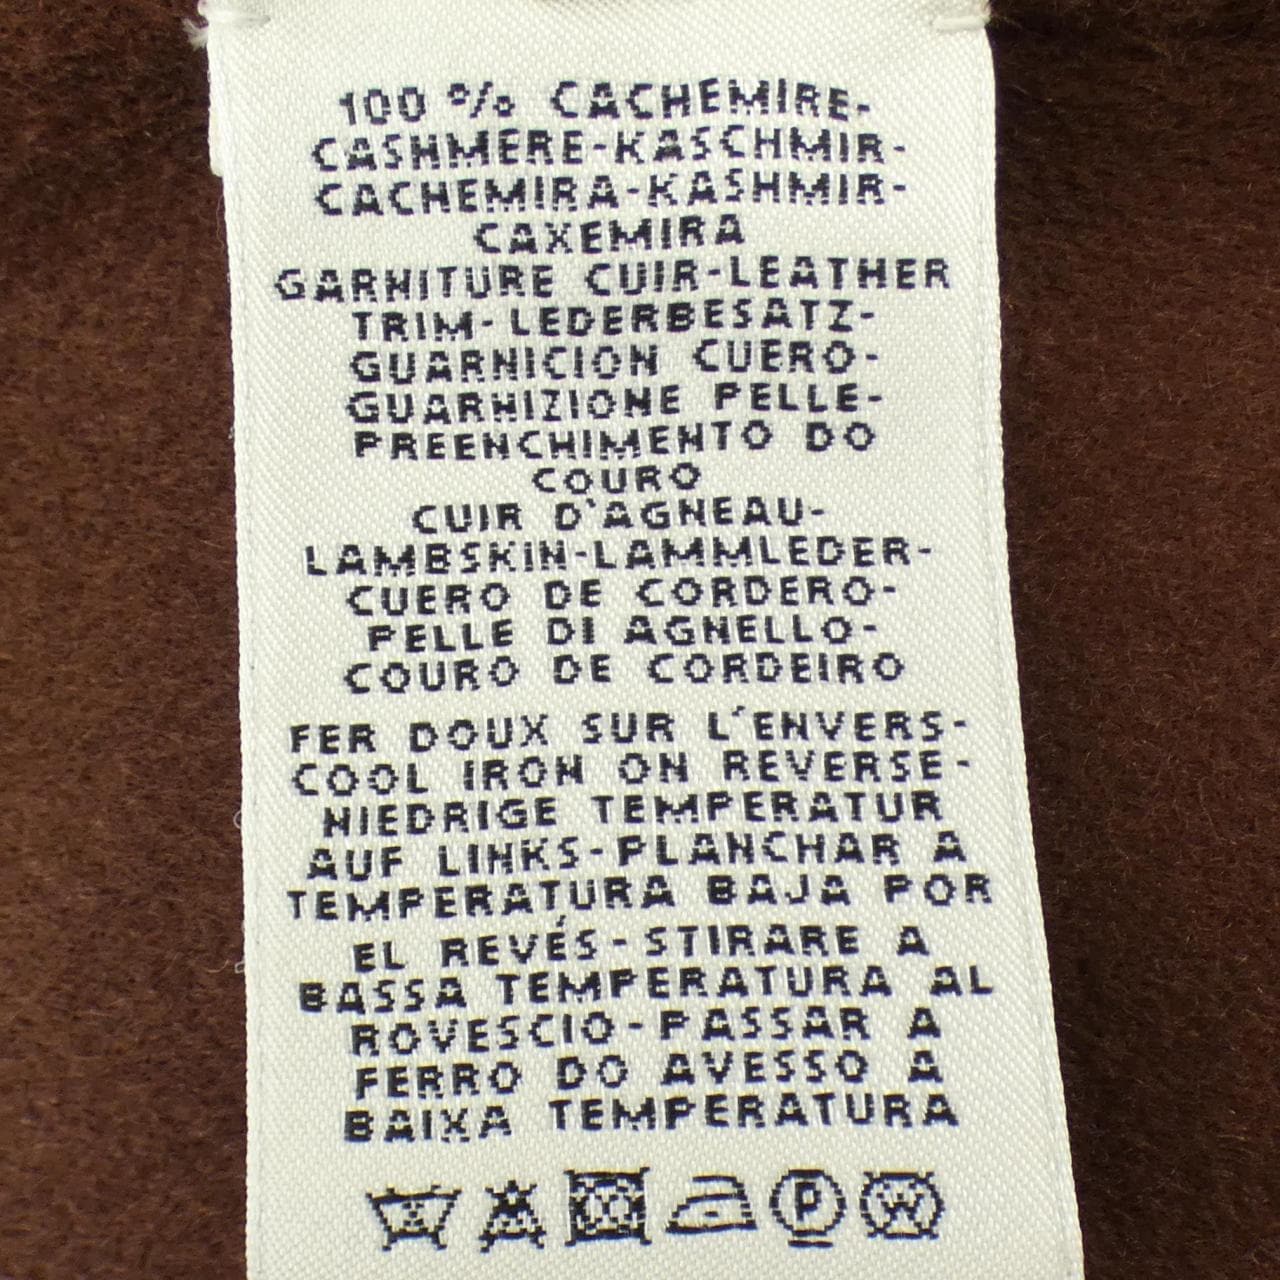 100 % CACHEMIRE-
CASHMERE-KASCHMIR-
CACHEMIRA-KASHMIR-
CAXEMIRA
GARNITURE CUIR-LEATHER
TRIM-LEDERBESATZ-
GUARNICION CUERO-
GUARNIZIONE PELLE-
PREENCHIMENTO DO
COURO
CUIR D'AGNEAU-
LAMBSKIN-LAMMLEDER-
CUERO DE CORDERO-
PELLE DI AGNELLO-
COURO DE CORDEIRO
FER DOUX SUR L'ENVERS-
COOL IRON ON REVERSE-
NIEDRIGE TEMPERATUR
AUF LINKS-PLANCHAR A
TEMPERATURA BAJA POR
EL REVÉS-STIRARE A
BASSA TEMPERATURA AL
ROVESCIO-PASSAR A
FERRO DO AVESSO A
BAIXA TEMPERATURA
P W